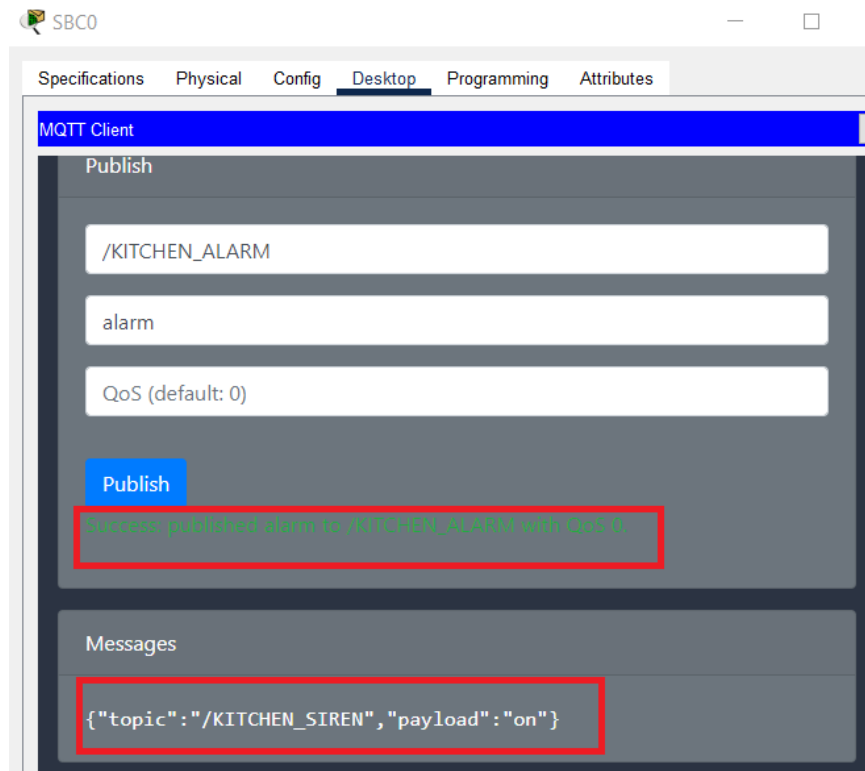 SBC0
Specifications Physical Config Desktop Programming Attributes
MQTT Client
Publish
/KITCHEN_ALARM
alarm
QoS (default: 0)
Publish
Success: published alarm to /KITCHEN_ALARM with QoS 0.
Messages
{"topic":"/KITCHEN_SIREN","payload":"on"}